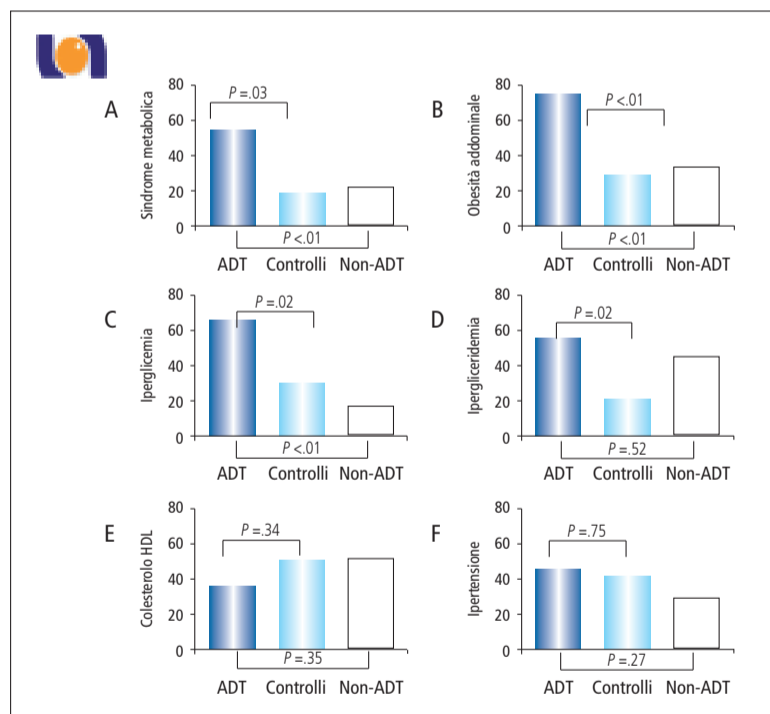 A
Sindrome metabolica
80
60
40
20
0
P =.03
P <.01
ADT Controlli Non-ADT
B
Obesità addominale
80
60
40
20
0
P <.01
P <.01
ADT Controlli Non-ADT
C
Iperglicemia
80
60
40
20
0
P =.02
P <.01
ADT Controlli Non-ADT
D
Ipergliceridemia
80
60
40
20
0
P =.02
P =.52
ADT Controlli Non-ADT
E
Colesterolo HDL
80
60
40
20
0
P =.34
P =.35
ADT Controlli Non-ADT
F
Ipertensione
80
60
40
20
0
P =.75
P =.27
ADT Controlli Non-ADT